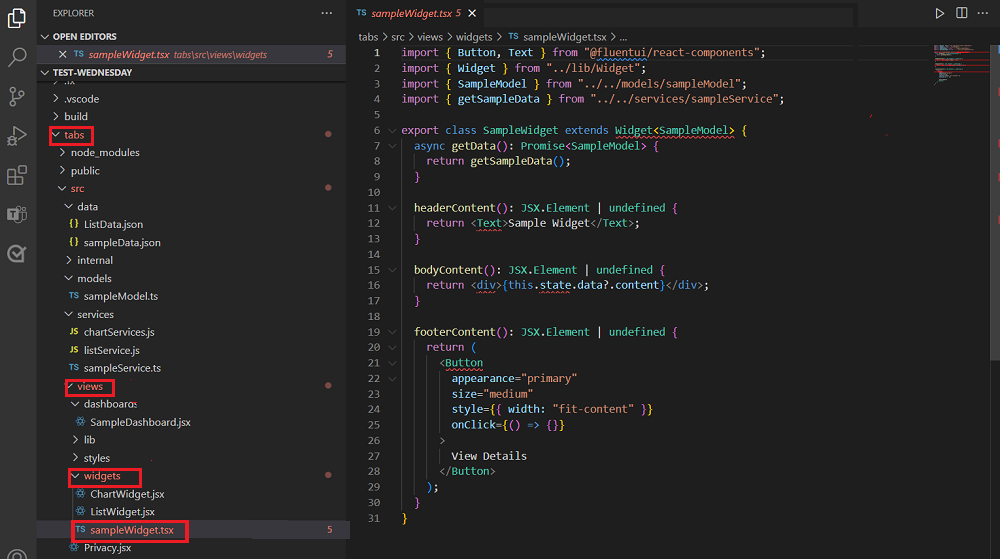 EXPLORER
...
OPEN EDITORS
TS sampleWidget.tsx tabs\src\views\widgets 5
TEST-WEDNESDAY
.vscode
build
tabs
node_modules
public
src
data
{} ListData.json
{} sampleData.json
internal
models
TS sampleModel.ts
services
JS chartServices.js
JS listService.js
TS sampleService.ts
views
dashboards
SampleDashboard.jsx
lib
styles
widgets
ChartWidget.jsx
ListWidget.jsx
TS sampleWidget.tsx 5
Privacy.jsx
TS sampleWidget.tsx 5
...
tabs > src > views > widgets > TS sampleWidget.tsx > ...
1 import { Button, Text } from "@fluentui/react-components";
2 import { Widget } from "../lib/Widget";
3 import { SampleModel } from "../../models/sampleModel";
4 import { getSampleData } from "../../services/sampleService";
5
6 export class SampleWidget extends Widget<SampleModel> {
7 async getData(): Promise<SampleModel> {
8 return getSampleData();
9 }
10
11 headerContent(): JSX.Element | undefined {
12 return <Text>Sample Widget</Text>;
13 }
14
15 bodyContent(): JSX.Element | undefined {
16 return <div>{this.state.data?.content}</div>;
17 }
18
19 footerContent(): JSX.Element | undefined {
20 return (
21 <Button
22 appearance="primary"
23 size="medium"
24 style={{ width: "fit-content" }}
25 onClick={() => {}}
26 >
27 View Details
28 </Button>
29 );
30 }
31 }